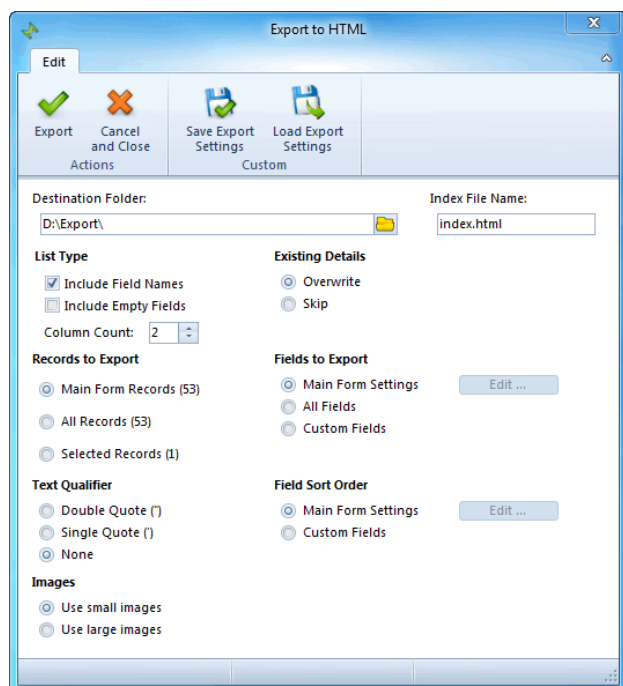 Export to HTML
Edit
Export
Cancel and Close
Save Export Settings
Load Export Settings
Actions
Custom
Destination Folder:
Index File Name:
D:\Export\
index.html
List Type
Existing Details
Include Field Names
Overwrite
Include Empty Fields
Skip
Column Count: 2
Records to Export
Fields to Export
Main Form Records (53)
Main Form Settings
Edit ...
All Records (53)
All Fields
Selected Records (1)
Custom Fields
Text Qualifier
Field Sort Order
Double Quote (")
Main Form Settings
Edit ...
Single Quote (')
Custom Fields
None
Images
Use small images
Use large images